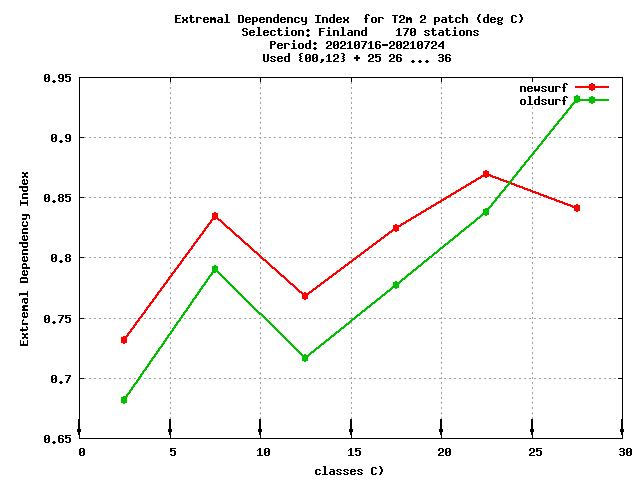 Extremal Dependency Index  for T2m 2 patch (deg C)
Selection: Finland    170 stations
Period: 20210716-20210724
Used {00,12} + 25 26 ... 36
newsurf
oldsurf
0.95
0.9
0.85
0.8
0.75
0.7
0.65
Extremal Dependency Index
0 5 10 15 20 25 30
classes C)